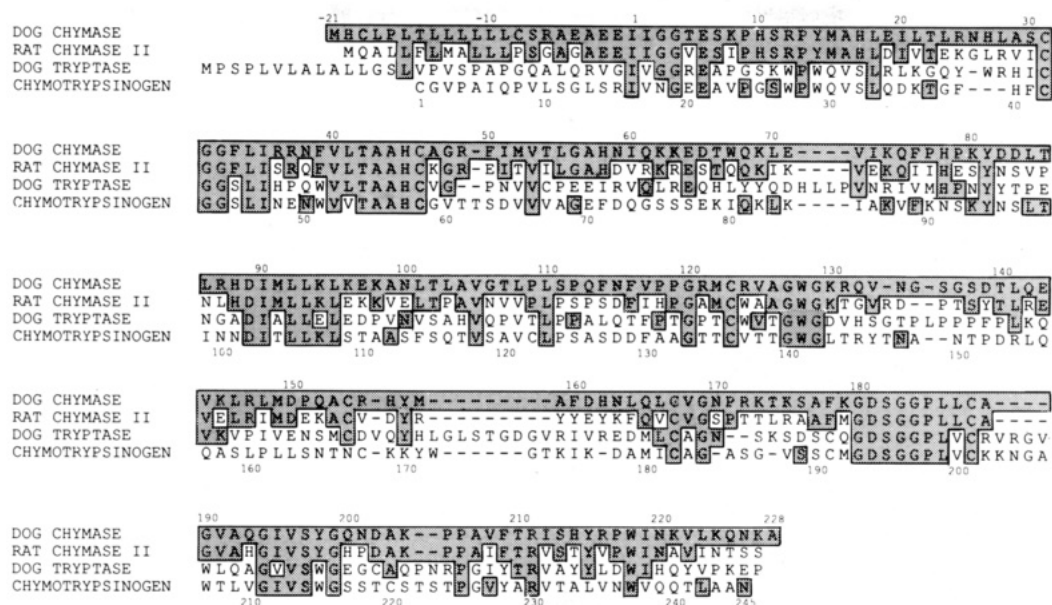 -21 -10 1 10 20 30
DOG CHYMASE MHCLPLTLLLLLLCSRAEAEEIIGGTESKPHSRPYMAHLEILTLRNHLASC
RAT CHYMASE II MQALLFLMALLLPSGAGAEEIIGGVESIPHSRPYMAHLDIVTEKGLRVIC
DOG TRYPTASE MPSPLVLALALLGSLVPVSPAPGQALQRVGIVGGREAPGSKWPWQVSLRLKGQY-WRHIC
CHYMOTRYPSINOGEN CGVPAIQPVLSGLSRIVNGEEAVPGSWPWQVSLQDKTGF---HFC
1 10 20 30 40
40 50 60 70 80
DOG CHYMASE GGFLIRRNFVLTAAHCAGR-FIMVTLGAHNIQKKEDTWQKLE----VIKQFPHPKYDDLT
RAT CHYMASE II GGFLISRQFVLTAAHCKGR-EITVILGAHDVRKRESTQQKIK----VEKQIIHESYNSVP
DOG TRYPTASE GGSLIHPQWVLTAAHCVG--PNVVCPEEIRVQLREQHLYYQDHLLPVNRIVMHPNYYTPE
CHYMOTRYPSINOGEN GGSLINENWVVTAAHCGVTTSDVVVAGEFDQGSSSEKIQKLK----IAKVFKNSKYNSLT
50 60 70 80 90
90 100 110 120 130 140
DOG CHYMASE LRHDIMLLKLKEKANLTLAVGTLPLSPQFNFVPPGRMCRVAGWGKRQV-NG-SGSDTLQE
RAT CHYMASE II NLHDIMLLKLEKKVELTPAVNVVPLPSPSDFIHPGAMCWAAGWGKTGVRD--PTSYTLRE
DOG TRYPTASE NGADIALLELEDPVNVSAHVQPVTLPPALQTFPTGTPCWVTGWGDVHSGTPLPPPFPLKQ
CHYMOTRYPSINOGEN INNDITLLKLSTAASFSQTVSAVCLPSASDDFAAGTTCVTTGWGLTRYTNA--NTPDRLQ
100 110 120 130 140 150
150 160 170 180
DOG CHYMASE VKLRLMDPQACR-HYM---------AFDHNLQLCVGNPRKTKSAFKGDSGGPLLCA----
RAT CHYMASE II VELRIMDEKACV-DYR---------YYEYKFQVCVGSPTTLRAAFMGDSGGPLLCA----
DOG TRYPTASE VKVPIVENSMCDVQYHLGLSTGDGVRIVREDMLCAGN--SKSDSCQGDSGGPLVCRVRGV
CHYMOTRYPSINOGEN QASLPLLSNTNC-KKYW-----GTKIK-DAMICAG-ASG-VSSCMGDSGGPLVCKKNGA
160 170 180 190 200
190 200 210 220 228
DOG CHYMASE GVAQGIVSYGQNDAK--PPAVFTRISHYRPWINKVLKQNKA
RAT CHYMASE II GVAHGIVSYGHPDAK--PPAIFTRVSTYVPWINAVINTSS
DOG TRYPTASE WLQAGVVSWGEGCAQPNRPGIYTRVAYYLDWIHQYVPKEP
CHYMOTRYPSINOGEN WTLVGIVSWGSSTCSTSTPGVYARVTALVNWVQQTLAAN
210 220 230 240 245